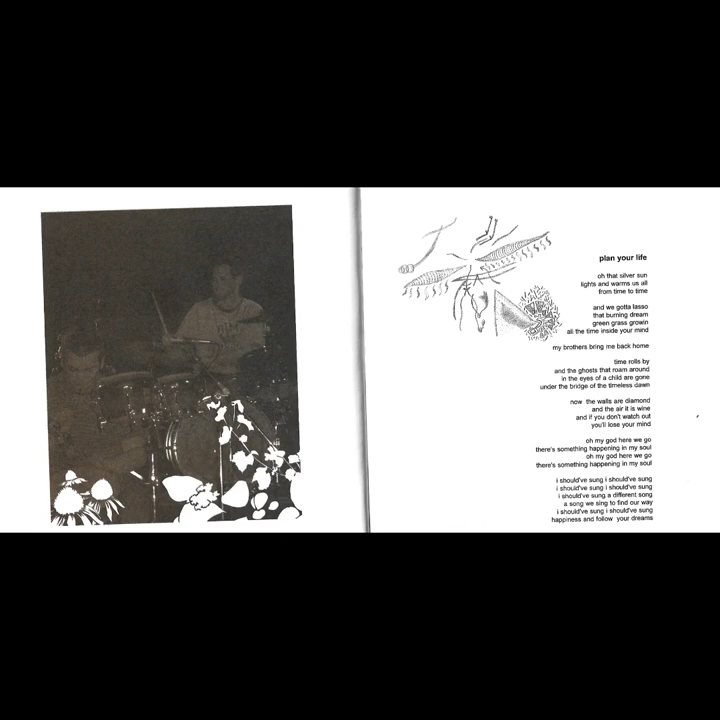 plan your life
oh that silver sun
lights and warms us all
from time to time
and we gotta lasso
that burning dream
green grass growin
all the time inside your mind
my brothers bring me back home
time rolls by
and the ghosts that roam around
in the eyes of a child are gone
under the bridge of the timeless dawn
now the walls are diamond
and the air it is wine
and if you don't watch out
you'll lose your mind
oh my god here we go
there's something happening in my soul
oh my god here we go
there's something happening in my soul
i should've sung i should've sung
i should've sung i should've sung
i should've sung a different song
a song we sing to find our way
i should've sung i should've sung
happiness and follow your dreams